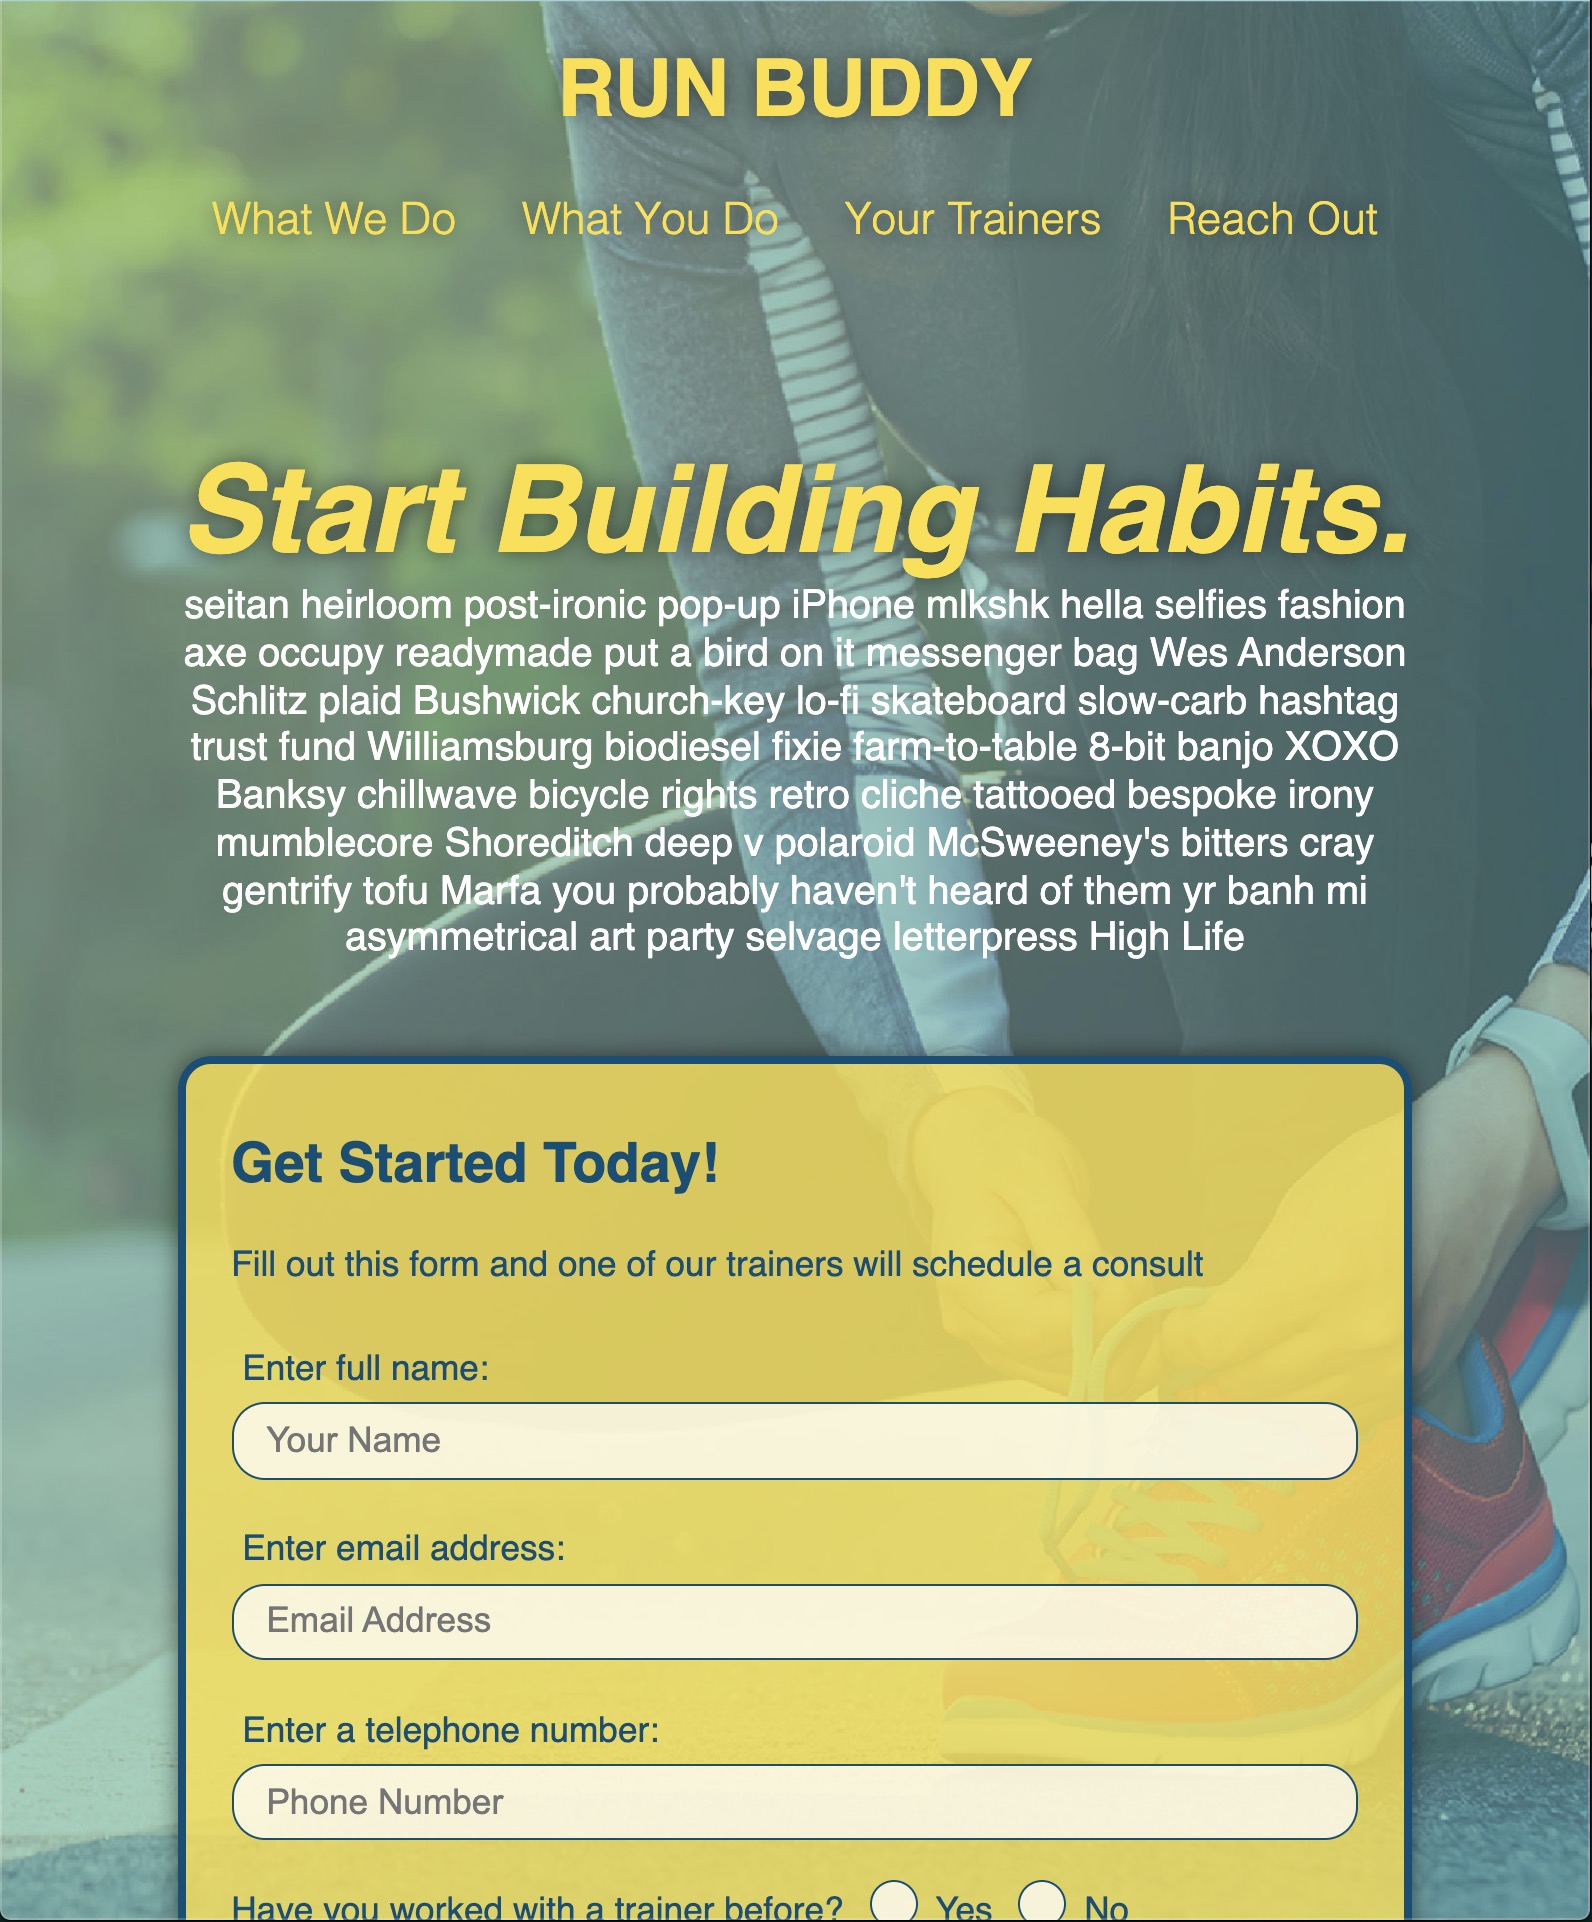 RUN BUDDY
What We Do What You Do Your Trainers Reach Out
Start Building Habits.
seitan heirloom post-ironic pop-up iPhone mlkshk hella selfies fashion
axe occupy readymade put a bird on it messenger bag Wes Anderson
Schlitz plaid Bushwick church-key lo-fi skateboard slow-carb hashtag
trust fund Williamsburg biodiesel fixie farm-to-table 8-bit banjo XOXO
Banksy chillwave bicycle rights retro cliche tattooed bespoke irony
mumblecore Shoreditch deep v polaroid McSweeney's bitters cray
gentrify tofu Marfa you probably haven't heard of them yr banh mi
asymmetrical art party selvage letterpress High Life
Get Started Today!
Fill out this form and one of our trainers will schedule a consult
Enter full name:
Your Name
Enter email address:
Email Address
Enter a telephone number:
Phone Number
Have you worked with a trainer before? Yes No